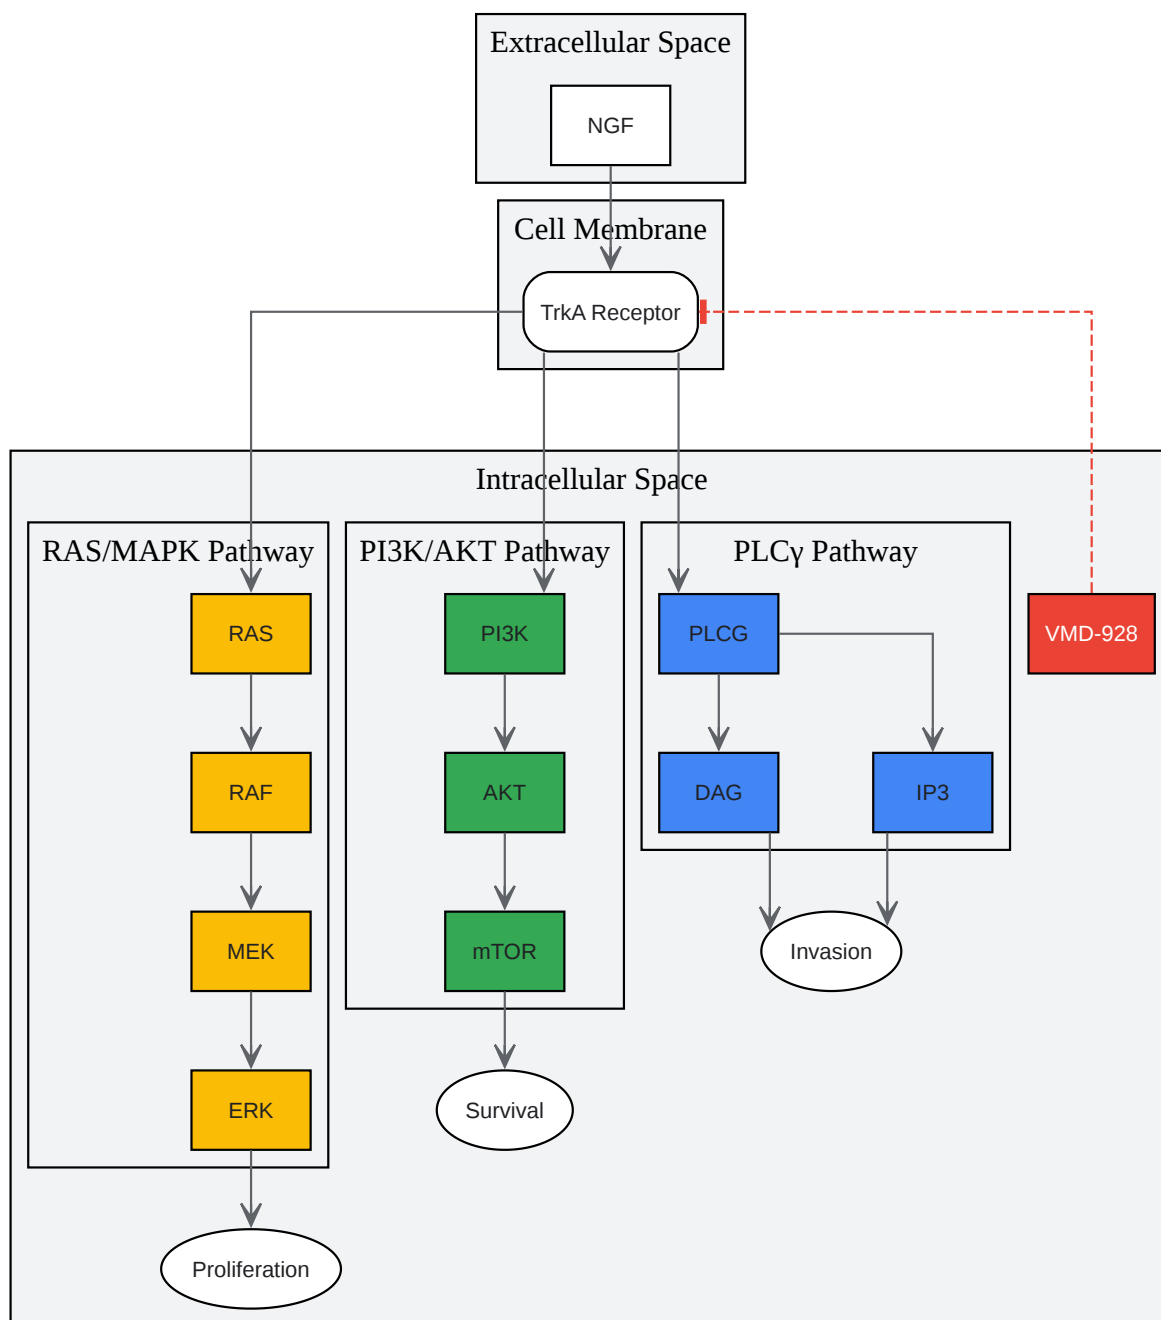 Extracellular Space
NGF
Cell Membrane
TrkA Receptor
Intracellular Space
RAS/MAPK Pathway
PI3K/AKT Pathway
PLCγ Pathway
RAS
PI3K
PLCG
VMD-928
RAF
AKT
DAG
IP3
MEK
mTOR
Invasion
ERK
Survival
Proliferation